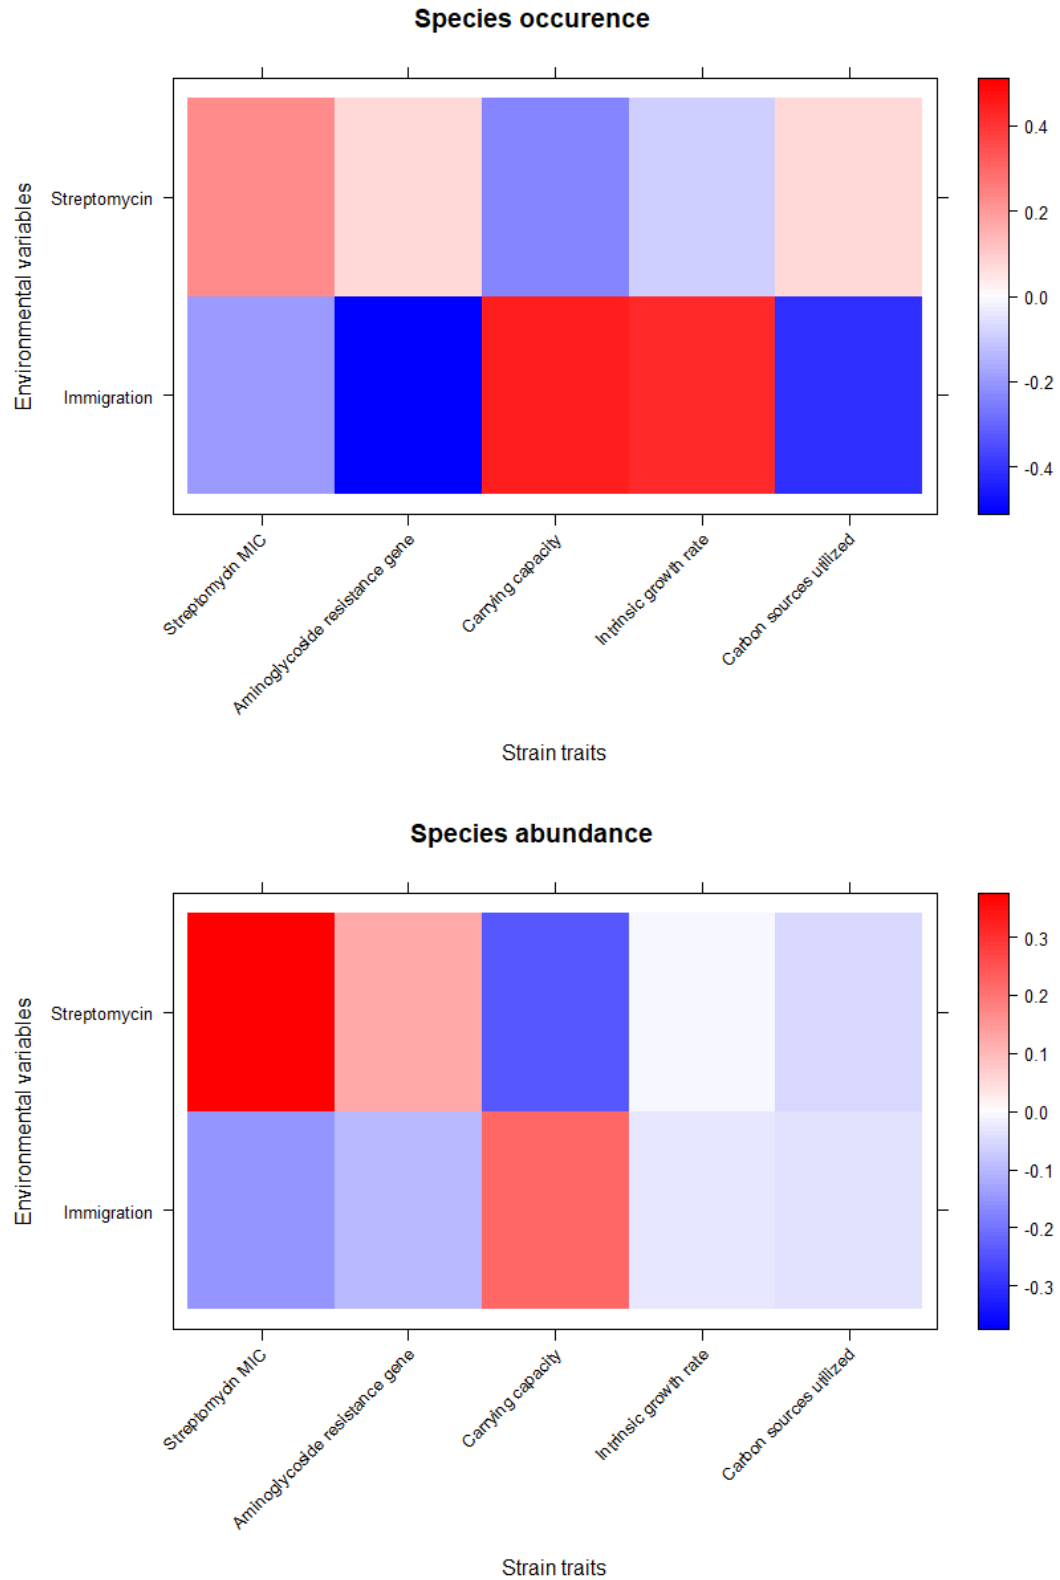 Species occurence
0.4
0.2
0.0
-0.2
-0.4
Environmental variables
Streptomycin
Immigration
Streptomycin MIC
Aminoglycoside resistance gene
Carrying capacity
Intrinsic growth rate
Carbon sources utilized
Strain traits
Species abundance
0.3
0.2
0.1
0.0
-0.1
-0.2
-0.3
Environmental variables
Streptomycin
Immigration
Streptomycin MIC
Aminoglycoside resistance gene
Carrying capacity
Intrinsic growth rate
Carbon sources utilized
Strain traits